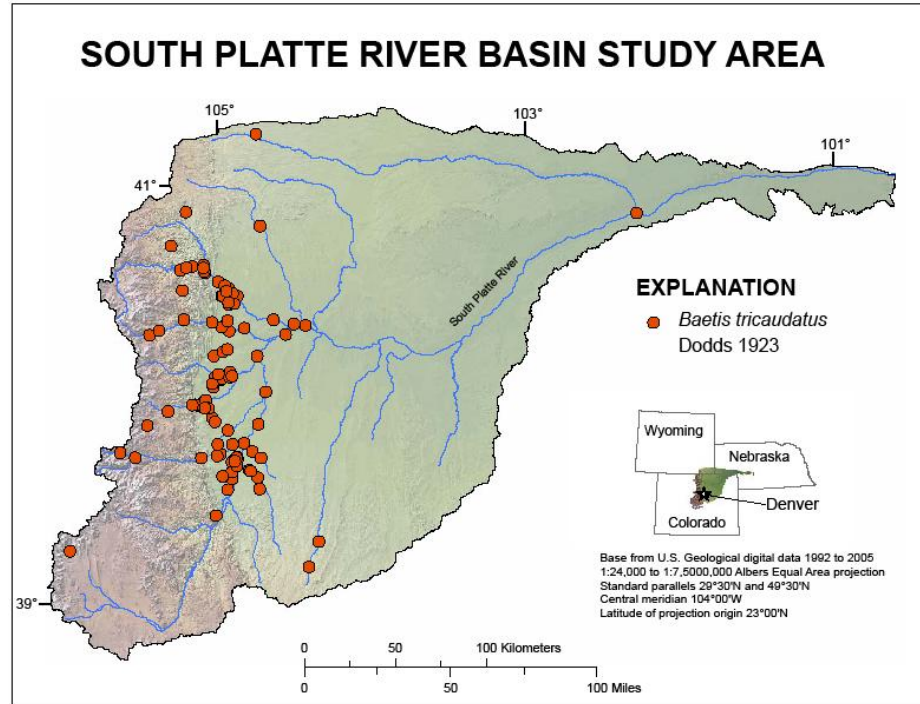 SOUTH PLATTE RIVER BASIN STUDY AREA
105°
103°
101°
41°
South Platte River
EXPLANATION
Baetis tricaudatus
Dodds 1923
Wyoming
Nebraska
Denver
Colorado
Base from U.S. Geological digital data 1992 to 2005
1:24,000 to 1:7,5000,000 Albers Equal Area projection
Standard parallels 29°30'N and 49°30'N
Central meridian 104°00'W
Latitude of projection origin 23°00'N
39°
0 50 100 Kilometers
0 50 100 Miles